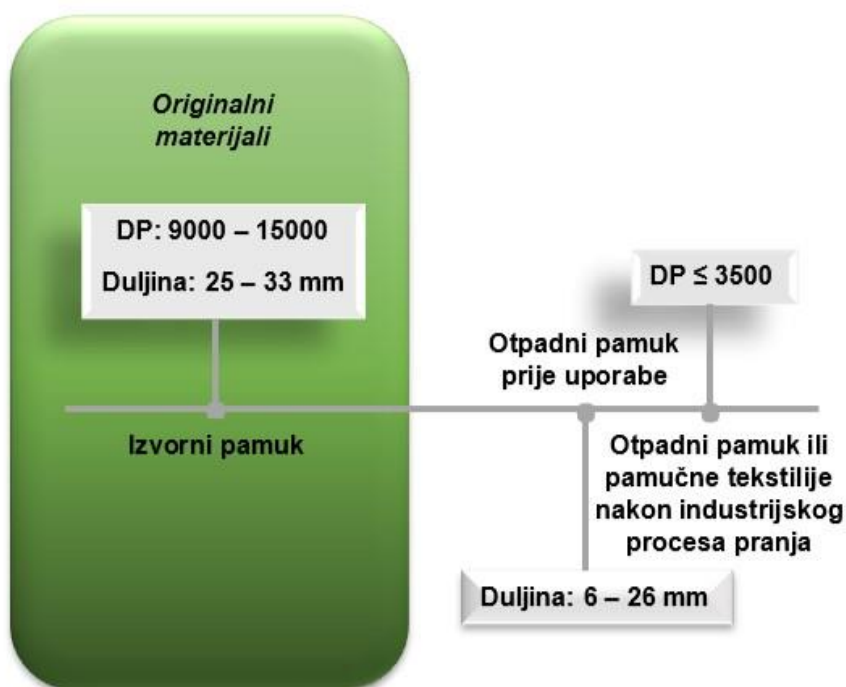 Originalni
materijali
DP: 9000 – 15000
Duljina: 25 – 33 mm
Izvorni pamuk
DP ≤ 3500
Otpadni pamuk
prije uporabe
Otpadni pamuk ili
pamučne tekstilije
nakon industrijskog
procesa pranja
Duljina: 6 – 26 mm